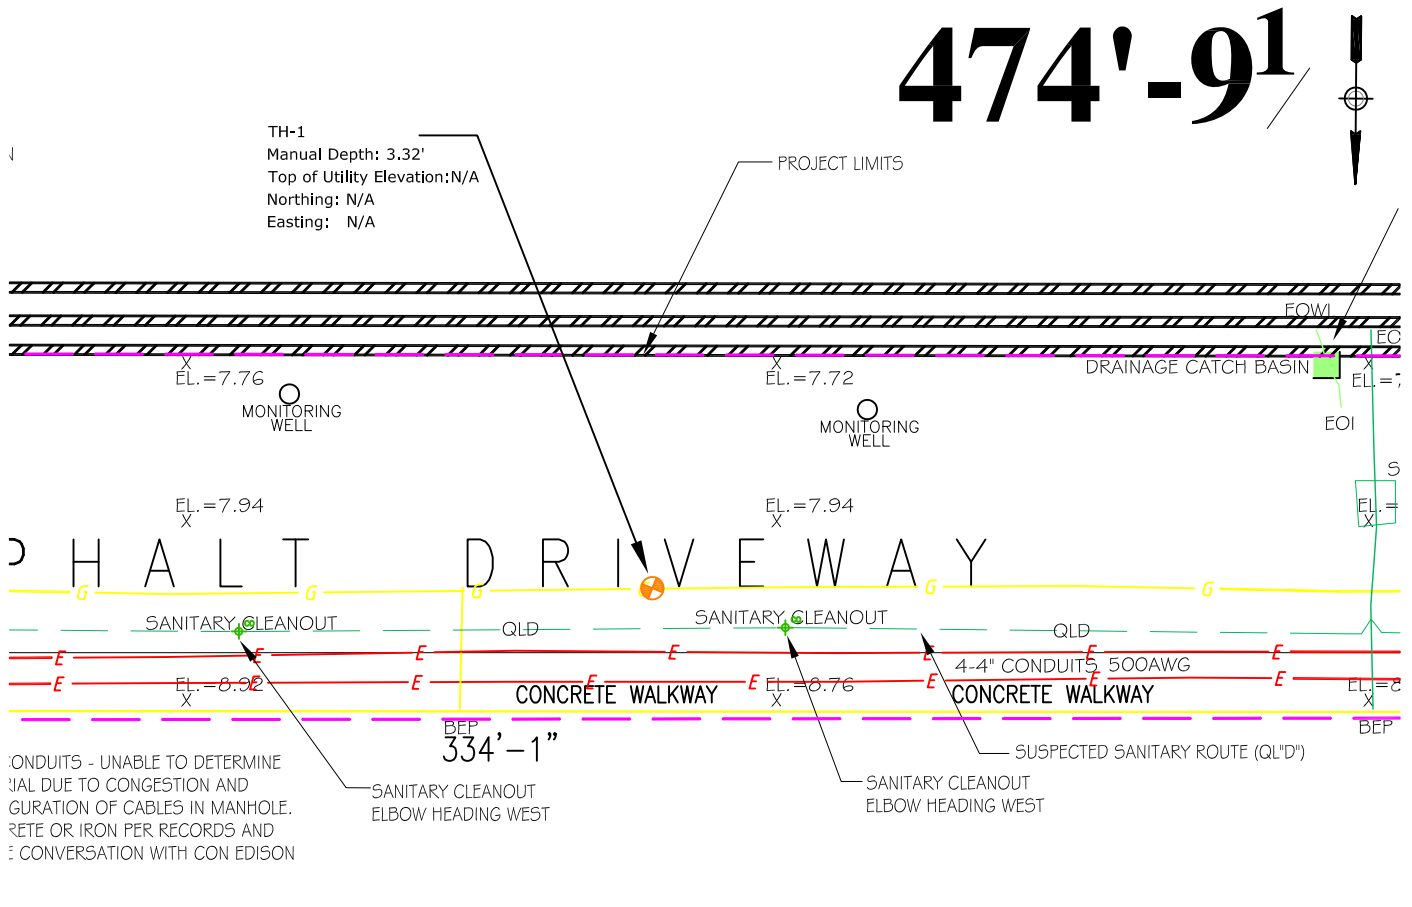 474'-9 1/
TH-1
Manual Depth: 3.32'
Top of Utility Elevation:N/A
Northing: N/A
Easting: N/A
PROJECT LIMITS
EOWI
EL.=7.76
EL.=7.72
DRAINAGE CATCH BASIN
MONITORING
WELL
MONITORING
WELL
EOI
EL.=7.94
X
EL.=7.94
X
PHALT DRIVEWAY
G G G G G
SANITARY CLEANOUT
SANITARY CLEANOUT
QLD
QLD
E E E E E E
4-4" CONDUITS 500AWG
E E E E E E E
EL.=8.92
X
CONCRETE WALKWAY
EL.=8.76
X
CONCRETE WALKWAY
X
BEP
BEP
334'-1"
SUSPECTED SANITARY ROUTE (QL"D")
CONDUITS - UNABLE TO DETERMINE
RIAL DUE TO CONGESTION AND
GURATION OF CABLES IN MANHOLE.
RETE OR IRON PER RECORDS AND
E CONVERSATION WITH CON EDISON
SANITARY CLEANOUT
ELBOW HEADING WEST
SANITARY CLEANOUT
ELBOW HEADING WEST